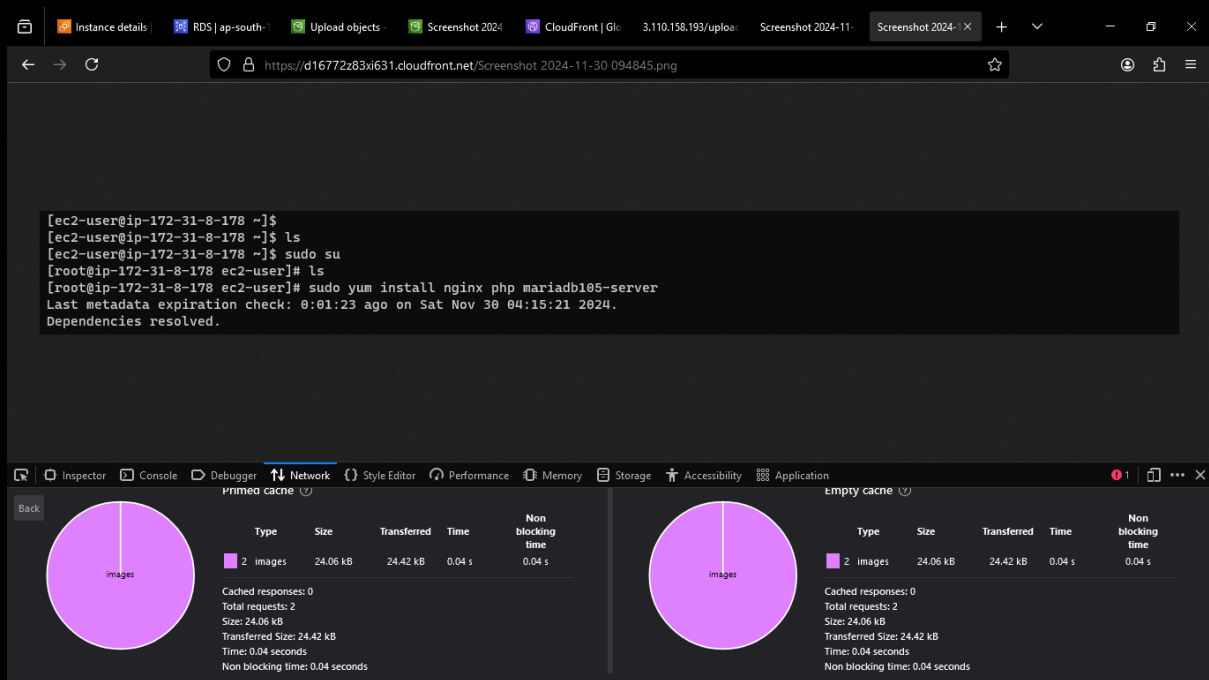 Instance details
RDS | ap-south-1
Upload objects -
Screenshot 2024
CloudFront | Glo
3.110.158.193/upload
Screenshot 2024-11-
Screenshot 2024-1
https://d16772z83xi631.cloudfront.net/Screenshot 2024-11-30 094845.png
[ec2-user@ip-172-31-8-178 ~]$
[ec2-user@ip-172-31-8-178 ~]$ ls
[ec2-user@ip-172-31-8-178 ~]$ sudo su
[root@ip-172-31-8-178 ec2-user]# ls
[root@ip-172-31-8-178 ec2-user]# sudo yum install nginx php mariadb105-server
Last metadata expiration check: 0:01:23 ago on Sat Nov 30 04:15:21 2024.
Dependencies resolved.
Inspector Console Debugger Network Style Editor Performance Memory Storage Accessibility Application 1
Back
Primed cache
Type Size Transferred Time Non blocking time
2 images 24.06 kB 24.42 kB 0.04 s 0.04 s
images
Cached responses: 0
Total requests: 2
Size: 24.06 kB
Transferred Size: 24.42 kB
Time: 0.04 seconds
Non blocking time: 0.04 seconds
Empty cache
Type Size Transferred Time Non blocking time
2 images 24.06 kB 24.42 kB 0.04 s 0.04 s
images
Cached responses: 0
Total requests: 2
Size: 24.06 kB
Transferred Size: 24.42 kB
Time: 0.04 seconds
Non blocking time: 0.04 seconds